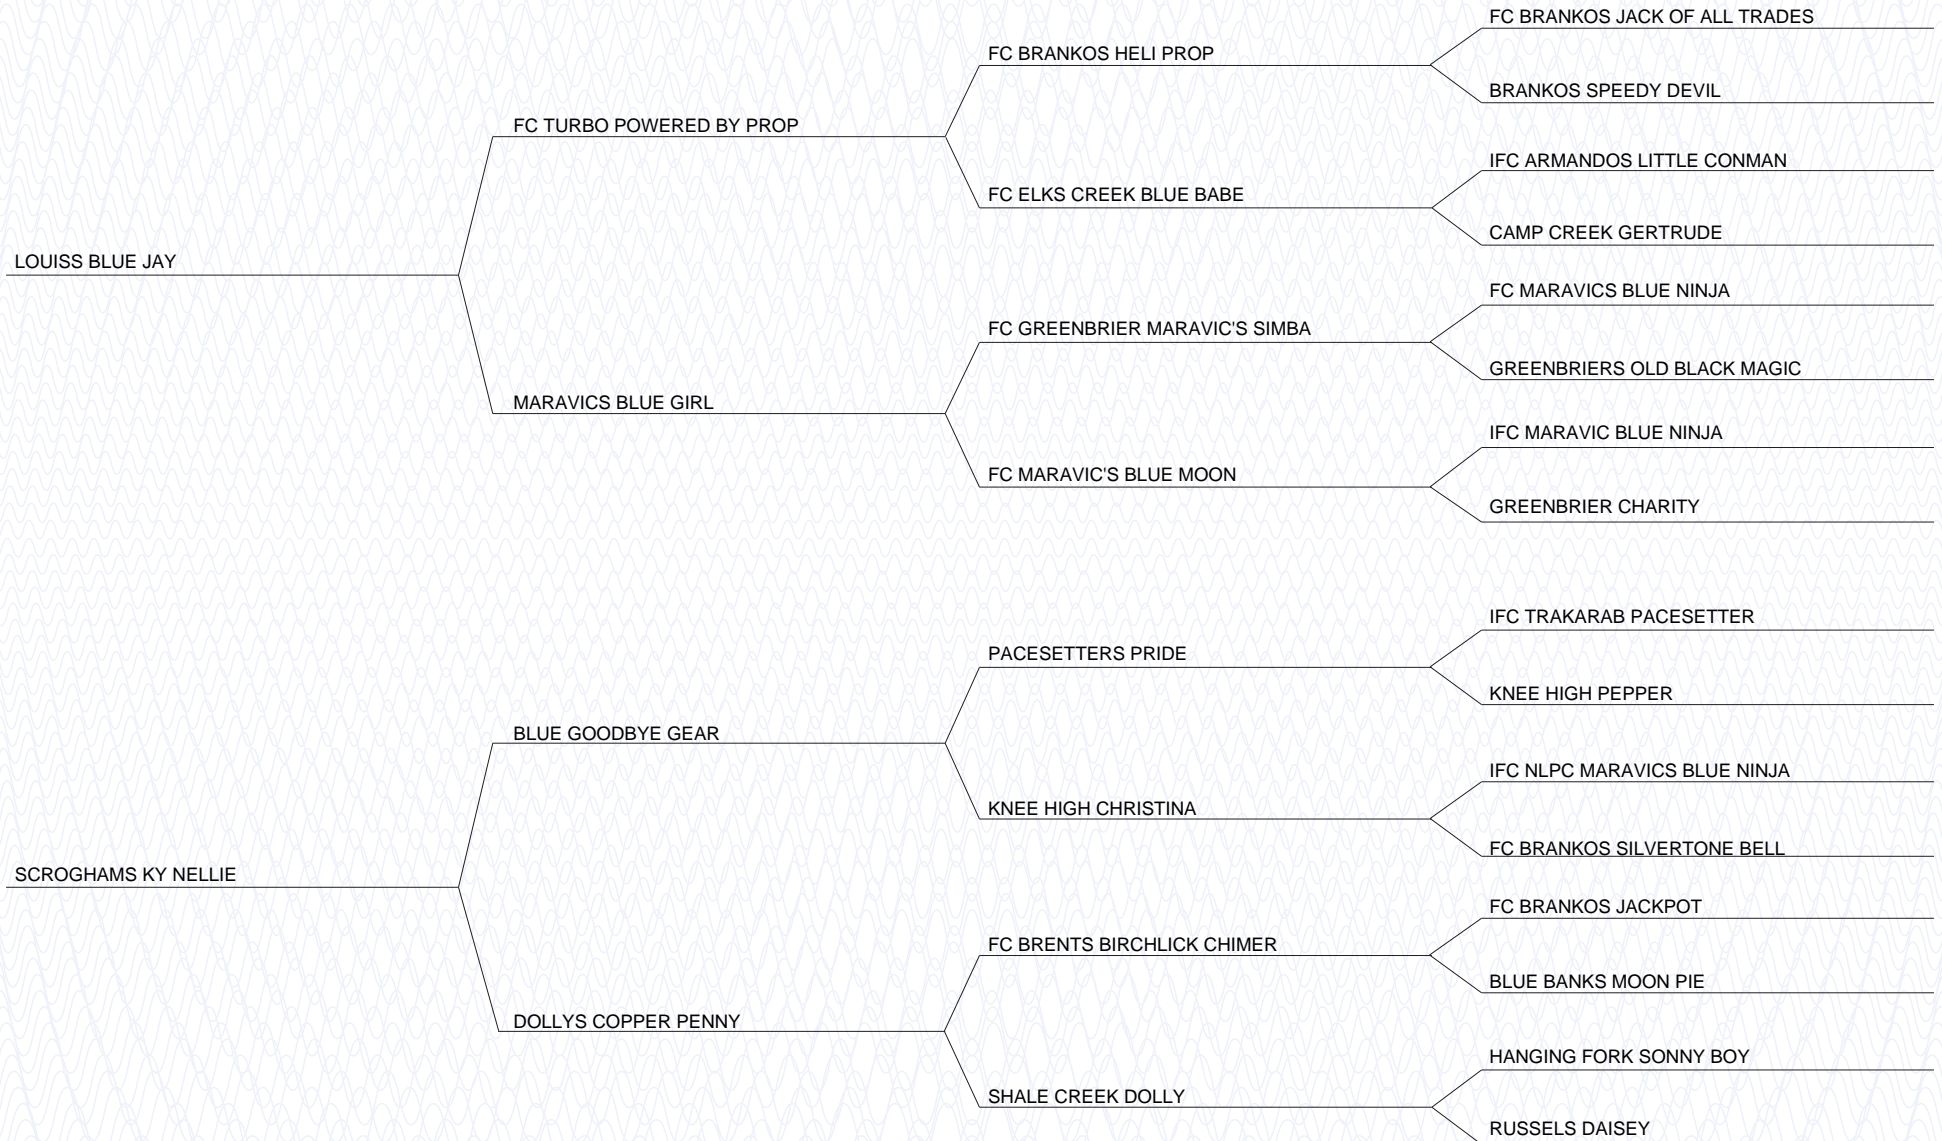 FC BRANKOS JACK OF ALL TRADES
FC BRANKOS HELI PROP
BRANKOS SPEEDY DEVIL
FC TURBO POWERED BY PROP
IFC ARMANDOS LITTLE CONMAN
FC ELKS CREEK BLUE BABE
CAMP CREEK GERTRUDE
LOUISS BLUE JAY
FC MARAVICS BLUE NINJA
FC GREENBRIER MARAVIC'S SIMBA
GREENBRIERS OLD BLACK MAGIC
MARAVICS BLUE GIRL
IFC MARAVIC BLUE NINJA
FC MARAVIC'S BLUE MOON
GREENBRIER CHARITY
IFC TRAKARAB PACESETTER
PACESETTERS PRIDE
KNEE HIGH PEPPER
BLUE GOODBYE GEAR
IFC NLPC MARAVICS BLUE NINJA
KNEE HIGH CHRISTINA
FC BRANKOS SILVERTONE BELL
SCROGHAMS KY NELLIE
FC BRANKOS JACKPOT
FC BRENTS BIRCHLICK CHIMER
BLUE BANKS MOON PIE
DOLLYS COPPER PENNY
HANGING FORK SONNY BOY
SHALE CREEK DOLLY
RUSSELS DAISEY